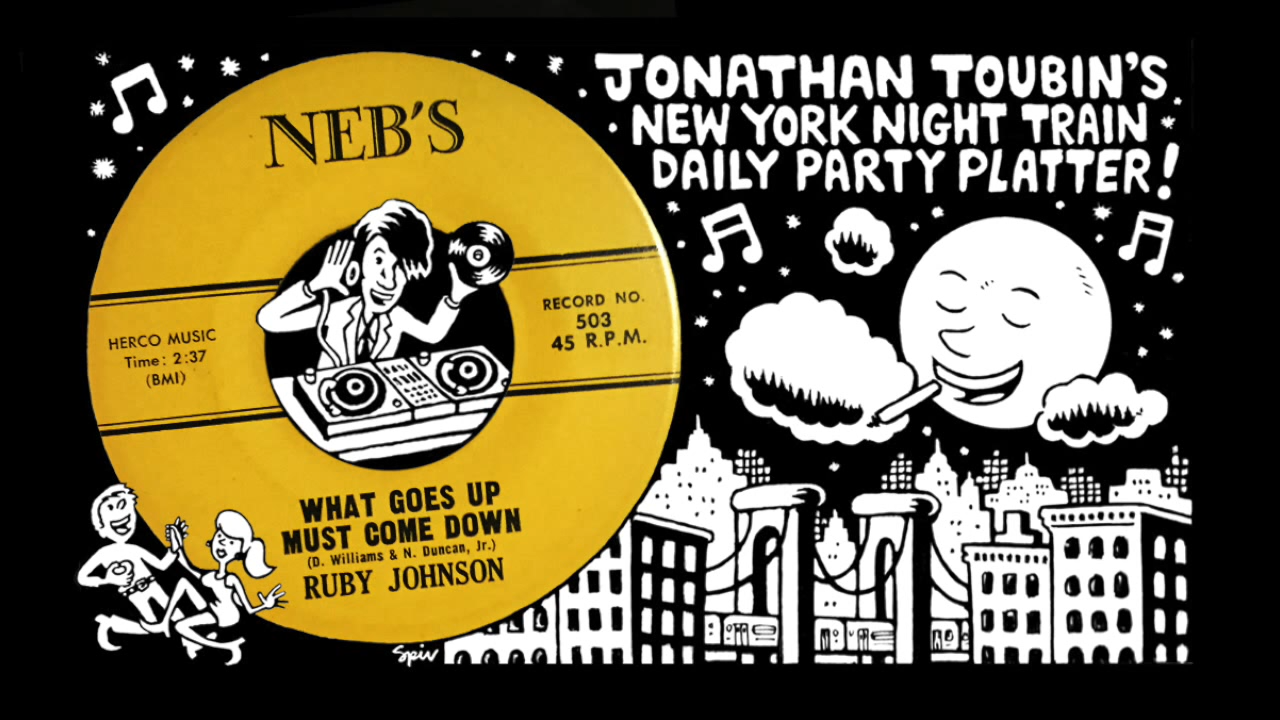 JONATHAN TOUBIN'S
NEW YORK NIGHT TRAIN
DAILY PARTY PLATTER!
NEB'S
HERCO MUSIC
Time: 2:37
(BMI)
RECORD NO.
503
45 R.P.M.
WHAT GOES UP
MUST COME DOWN
(D. Williams & N. Duncan, Jr.)
RUBY JOHNSON
Spiv